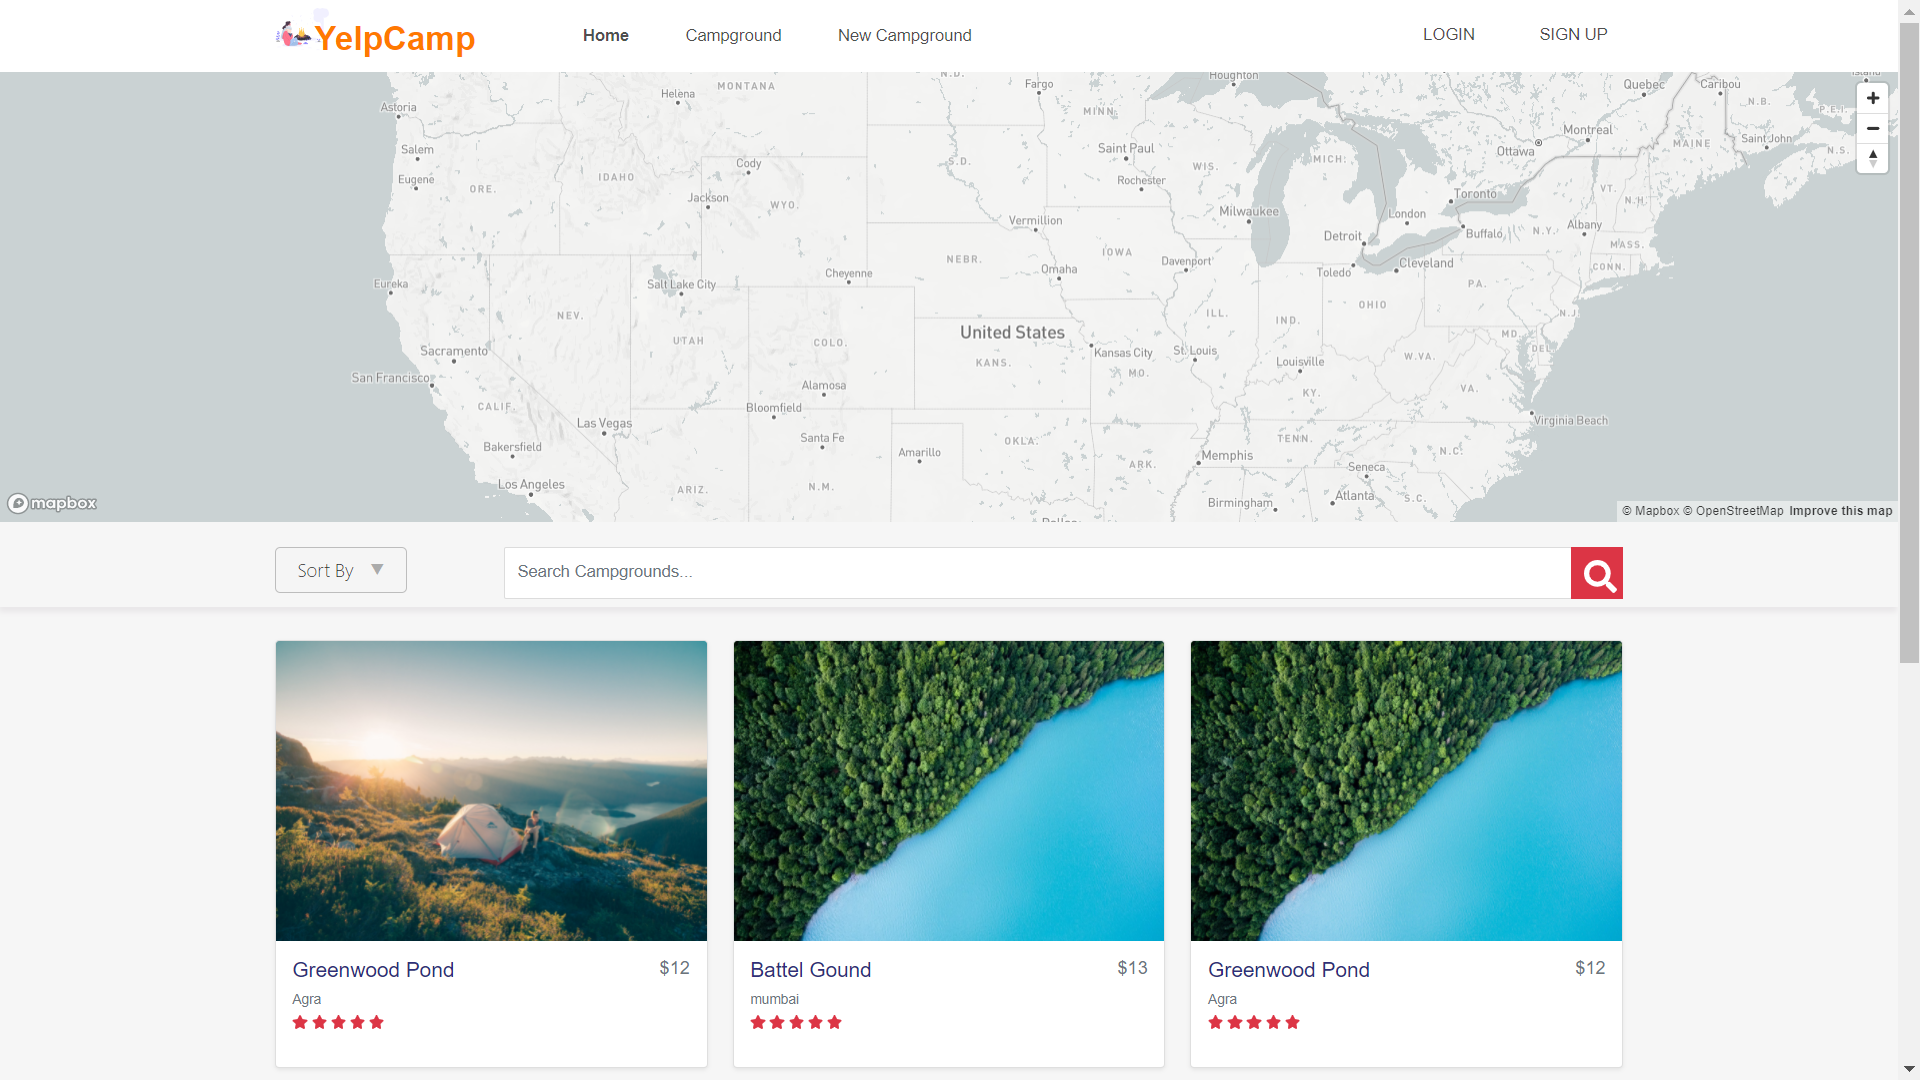 YelpCamp
Home
Campground
New Campground
LOGIN
SIGN UP
N.D.
Fargo
Houghton
Quebec
Caribou
Island
Helena
MONTANA
Astoria
MINN.
N.B.
P.E.I.
Salem
Cody
S.D.
Saint Paul
WIS.
MICH.
Ottawa
Montreal
MAINE
Saint John
N.S.
Eugene
ORE.
IDAHO
Jackson
WYO.
Rochester
VT.
N.H.
Toronto
Milwaukee
London
Vermillion
Detroit
Buffalo
N.Y.
Albany
MASS.
NEBR.
IOWA
Davenport
Omaha
Toledo
Cleveland
CONN.
Eureka
Salt Lake City
Cheyenne
PA.
OHIO
NEV.
UTAH
COLO.
United States
ILL.
IND.
N.J.
MD.
DEL.
Sacramento
KANS.
Kansas City
St. Louis
Louisville
W.VA.
San Francisco
MO.
Alamosa
KY.
VA.
CALIF.
Bloomfield
Las Vegas
Virginia Beach
Bakersfield
Santa Fe
Amarillo
OKLA.
TENN.
N.C.
ARK.
Memphis
Seneca
Los Angeles
ARIZ.
N.M.
Birmingham
Atlanta
S.C.
Dallas
mapbox
© Mapbox © OpenStreetMap Improve this map
Sort By ▼
Search Campgrounds...
Greenwood Pond
$12
Agra
Battel Gound
$13
mumbai
Greenwood Pond
$12
Agra